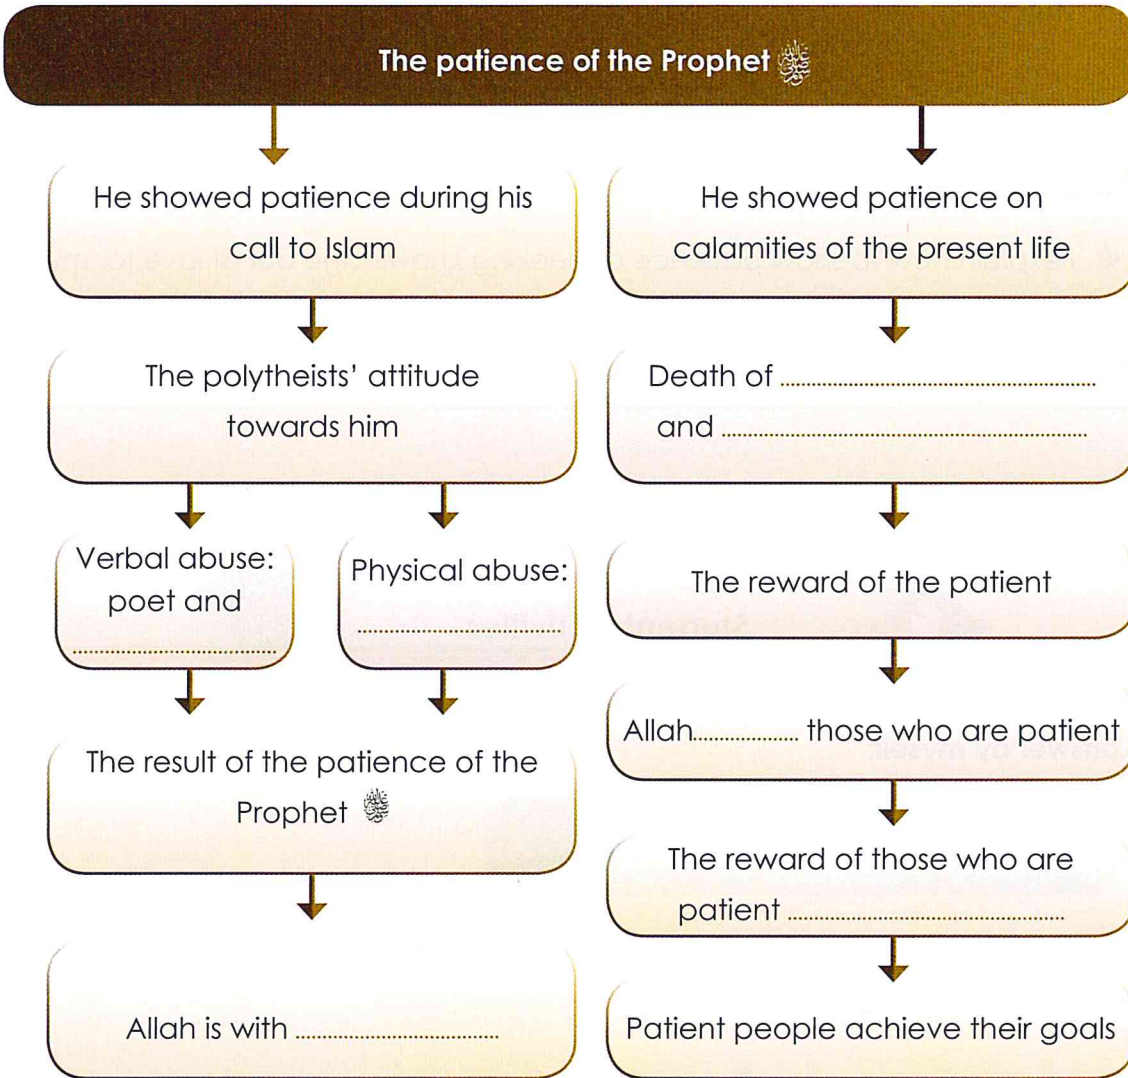 The patience of the Prophet ﷺ
He showed patience during his
call to Islam
The polytheists’ attitude
towards him
Verbal abuse:
poet and
........................................
Physical abuse:
........................................
The result of the patience of the
Prophet ﷺ
Allah is with ........................................
He showed patience on
calamities of the present life
Death of ........................................
and ........................................
The reward of the patient
Allah.................... those who are patient
The reward of those who are
patient ........................................
Patient people achieve their goals